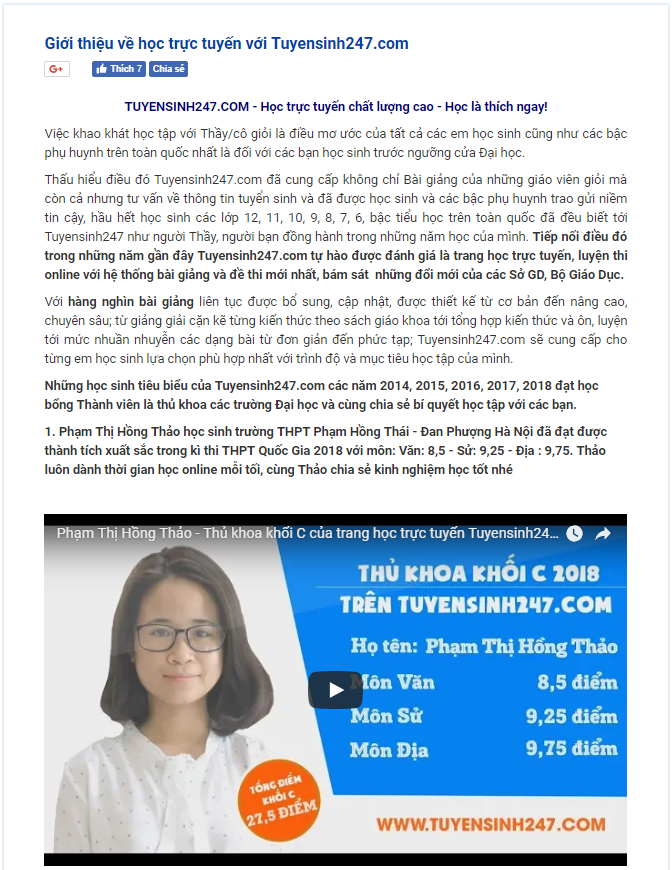 Giới thiệu về học trực tuyến với Tuyensinh247.com
G+ Thích 7 Chia sẻ
TUYENSINH247.COM - Học trực tuyến chất lượng cao - Học là thích ngay!
Việc khao khát học tập với Thầy/cô giỏi là điều mơ ước của tất cả các em học sinh cũng như các bậc
phụ huynh trên toàn quốc nhất là đối với các bạn học sinh trước ngưỡng cửa Đại học.
Thấu hiểu điều đó Tuyensinh247.com đã cung cấp không chỉ Bài giảng của những giáo viên giỏi mà
còn cả nhưng tư vấn về thông tin tuyển sinh và đã được học sinh và các bậc phụ huynh trao gửi niềm
tin cậy, hầu hết học sinh các lớp 12, 11, 10, 9, 8, 7, 6, bậc tiểu học trên toàn quốc đã đều biết tới
Tuyensinh247 như người Thầy, người bạn đồng hành trong những năm học của mình. Tiếp nối điều đó
trong những năm gần đây Tuyensinh247.com tự hào được đánh giá là trang học trực tuyến, luyện thi
online với hệ thống bài giảng và đề thi mới nhất, bám sát những đổi mới của các Sở GD, Bộ Giáo Dục.
Với hàng nghìn bài giảng liên tục được bổ sung, cập nhật, được thiết kế từ cơ bản đến nâng cao,
chuyên sâu; từ giảng giải cặn kẽ từng kiến thức theo sách giáo khoa tới tổng hợp kiến thức và ôn, luyện
tới mức nhuần nhuyễn các dạng bài từ đơn giản đến phức tạp; Tuyensinh247.com sẽ cung cấp cho
từng em học sinh lựa chọn phù hợp nhất với trình độ và mục tiêu học tập của mình.
Những học sinh tiêu biểu của Tuyensinh247.com các năm 2014, 2015, 2016, 2017, 2018 đạt học
bổng Thành viên là thủ khoa các trường Đại học và cùng chia sẻ bí quyết học tập với các bạn.
1. Phạm Thị Hồng Thảo học sinh trường THPT Phạm Hồng Thái - Đan Phượng Hà Nội đã đạt được
thành tích xuất sắc trong kì thi THPT Quốc Gia 2018 với môn: Văn: 8,5 - Sử: 9,25 - Địa : 9,75. Thảo
luôn dành thời gian học online mỗi tối, cùng Thảo chia sẻ kinh nghiệm học tốt nhé
Phạm Thị Hồng Thảo - Thủ khoa khối C của trang học trực tuyến Tuyensinh24...
THỦ KHOA KHỐI C 2018
TRÊN TUYENSINH247.COM
Họ tên: Phạm Thị Hồng Thảo
Môn Văn 8,5 điểm
Môn Sử 9,25 điểm
Môn Địa 9,75 điểm
TỔNG ĐIỂM
KHỐI C
27,5 ĐIỂM
WWW.TUYENSINH247.COM